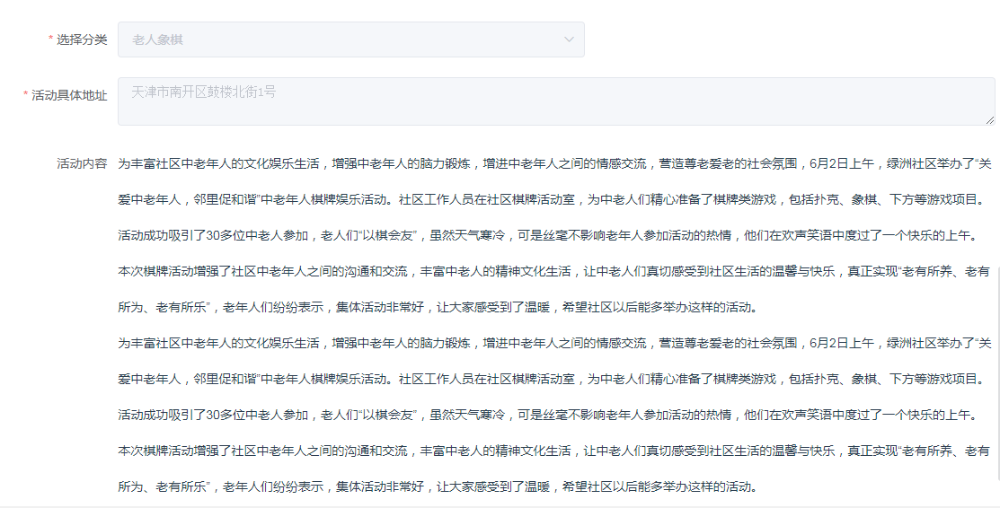 * 选择分类 老人象棋
* 活动具体地址 天津市南开区鼓楼北街1号
活动内容 为丰富社区中老年人的文化娱乐生活，增强中老年人的脑力锻炼，增进中老年人之间的情感交流，营造尊老爱老的社会氛围，6月2日上午，绿洲社区举办了“关
爱中老年人，邻里促和谐”中老年人棋牌娱乐活动。社区工作人员在社区棋牌活动室，为中老人们精心准备了棋牌类游戏，包括扑克、象棋、下方等游戏项目。
活动成功吸引了30多位中老人参加，老人们“以棋会友”，虽然天气寒冷，可是丝毫不影响老年人参加活动的热情，他们在欢声笑语中度过了一个快乐的上午。
本次棋牌活动增强了社区中老年人之间的沟通和交流，丰富中老人的精神文化生活，让中老人们真切感受到社区生活的温馨与快乐，真正实现“老有所养、老有
所为、老有所乐”，老年人们纷纷表示，集体活动非常好，让大家感受到了温暖，希望社区以后能多举办这样的活动。
为丰富社区中老年人的文化娱乐生活，增强中老年人的脑力锻炼，增进中老年人之间的情感交流，营造尊老爱老的社会氛围，6月2日上午，绿洲社区举办了“关
爱中老年人，邻里促和谐”中老年人棋牌娱乐活动。社区工作人员在社区棋牌活动室，为中老人们精心准备了棋牌类游戏，包括扑克、象棋、下方等游戏项目。
活动成功吸引了30多位中老人参加，老人们“以棋会友”，虽然天气寒冷，可是丝毫不影响老年人参加活动的热情，他们在欢声笑语中度过了一个快乐的上午。
本次棋牌活动增强了社区中老年人之间的沟通和交流，丰富中老人的精神文化生活，让中老人们真切感受到社区生活的温馨与快乐，真正实现“老有所养、老有
所为、老有所乐”，老年人们纷纷表示，集体活动非常好，让大家感受到了温暖，希望社区以后能多举办这样的活动。